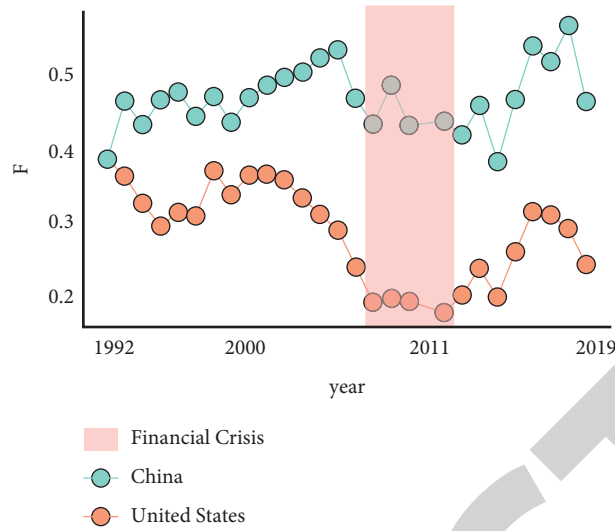 F
0.5
0.4
0.3
0.2
1992 2000 2011 2019
year
Financial Crisis
China
United States